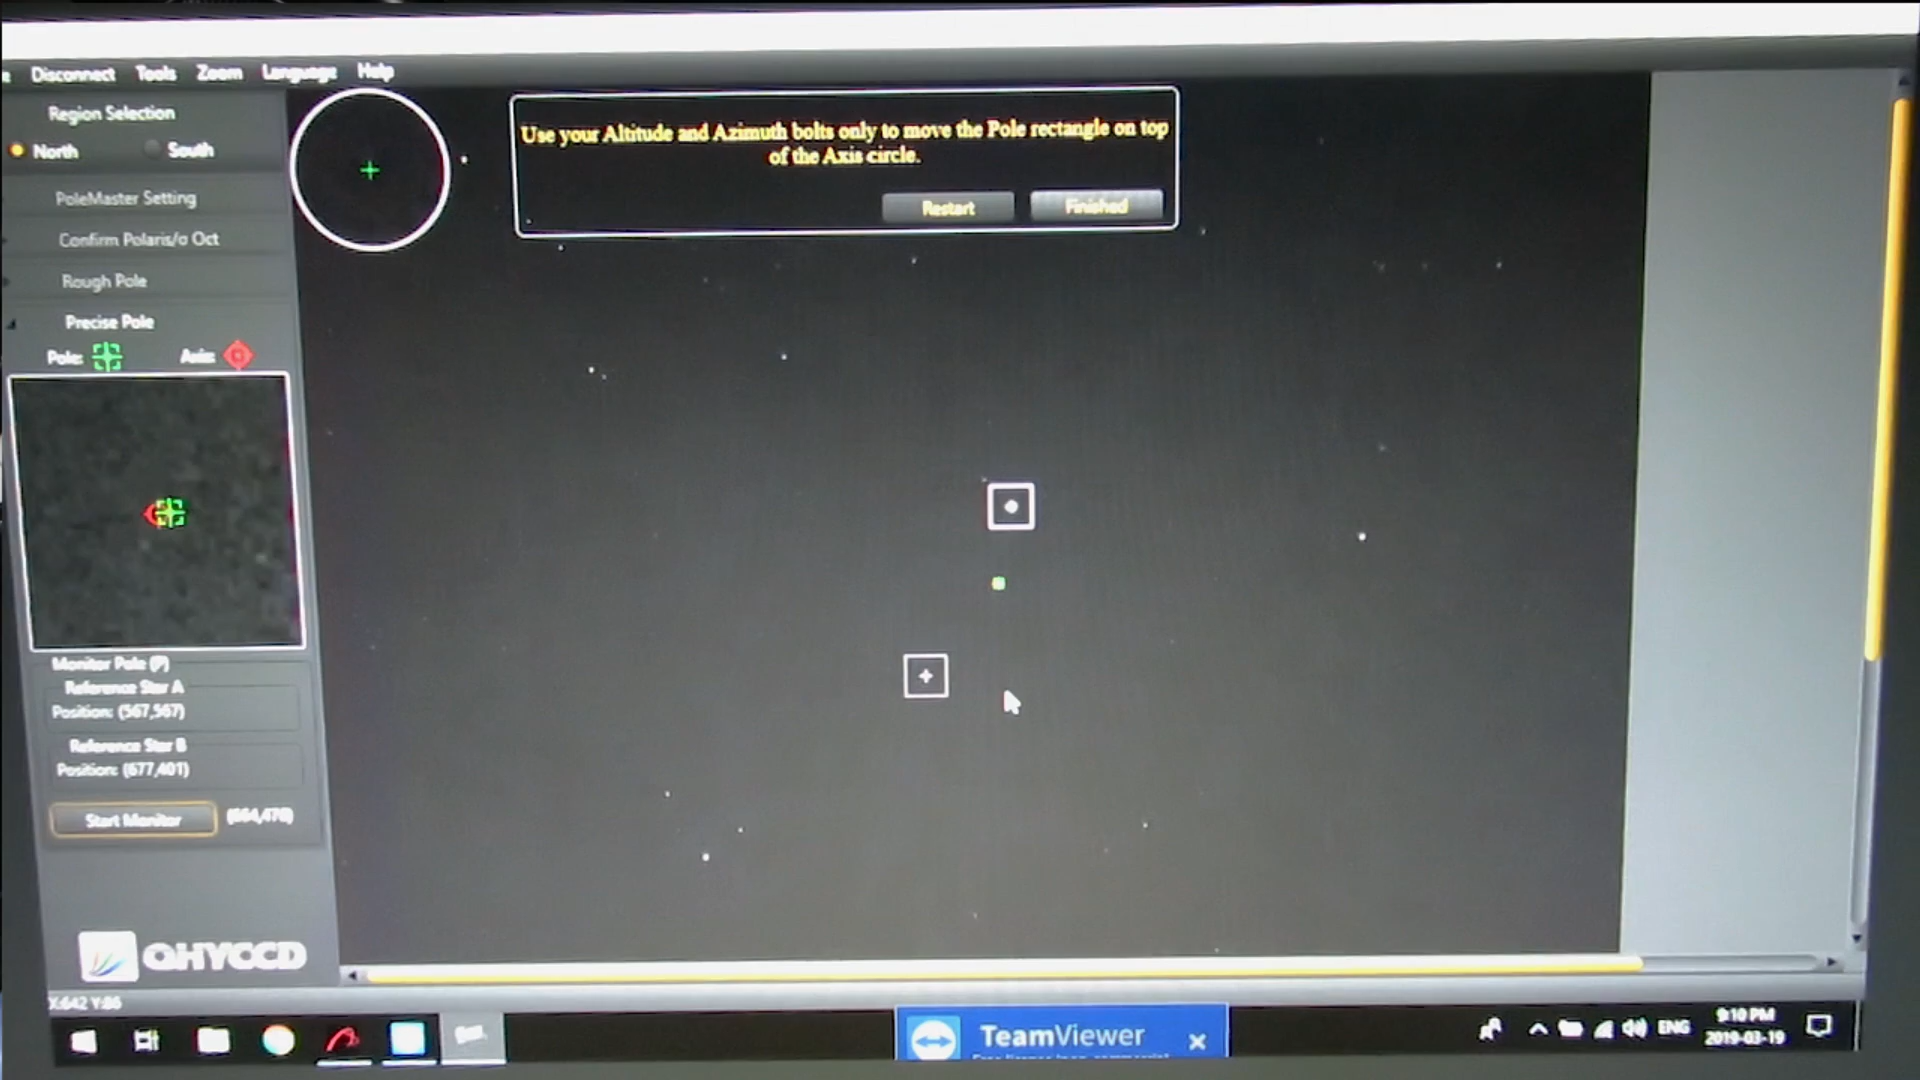 Disconnect Tools Zoom Language Help
Region Selection
North South
PoleMaster Setting
Confirm Polaris/σ Oct
Rough Pole
Precise Pole
Pole: Axis:
Use your Altitude and Azimuth bolts only to move the Pole rectangle on top
of the Axis circle.
Restart Finished
Monitor Pole (P)
Reference Star A
Position: (567,567)
Reference Star B
Position: (677,401)
Start Monitor
QHYCCD
X:642 Y:86
TeamViewer
ENG
9:10 PM
2019-03-19